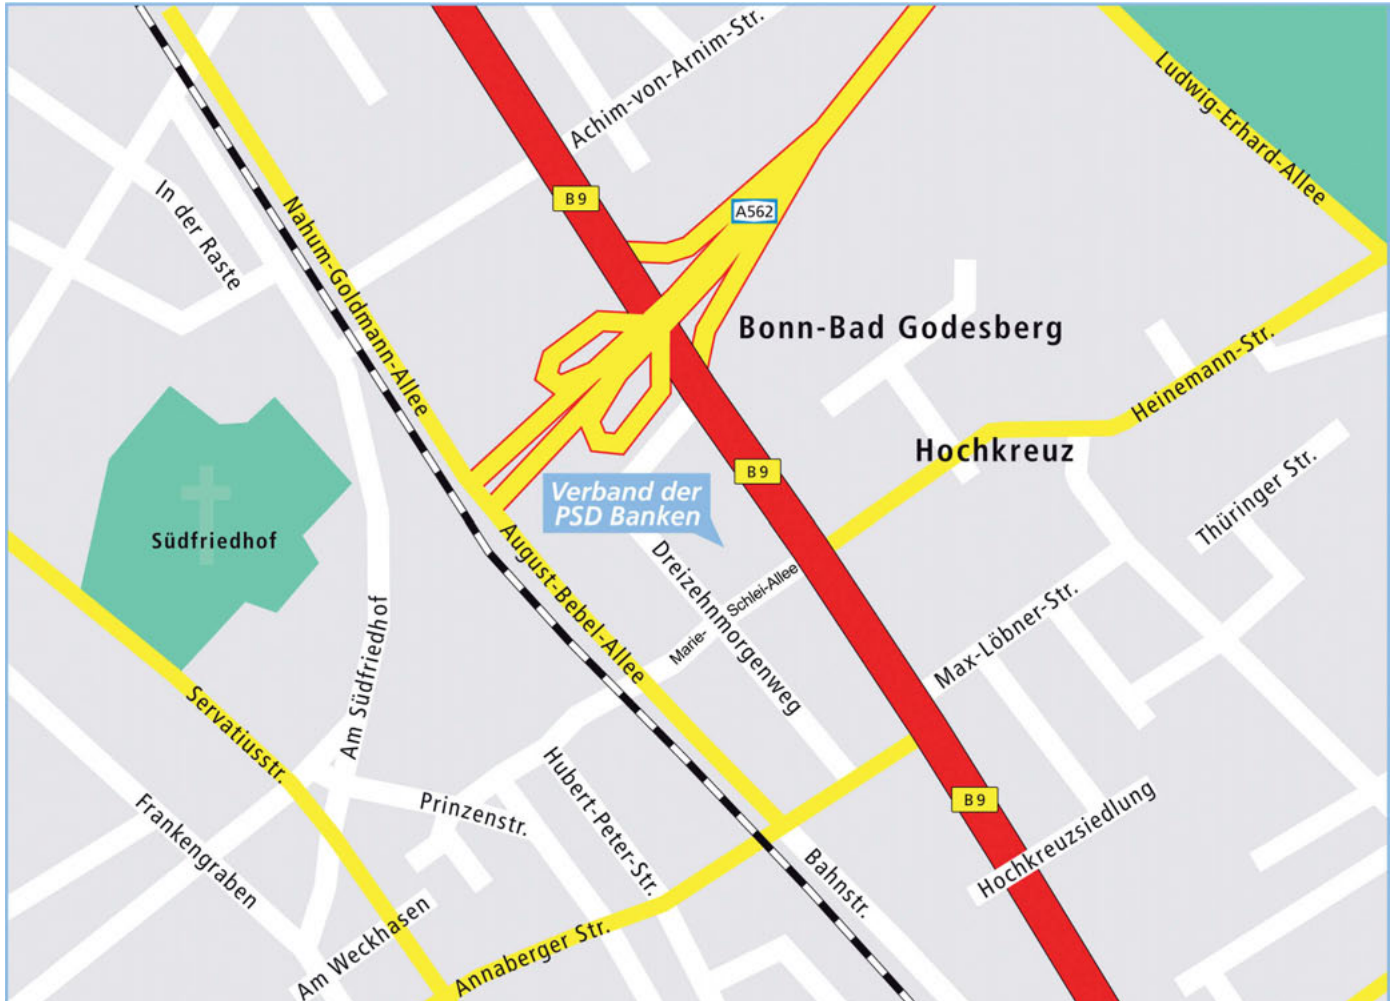 Achim-von-Arnim-Str.
Ludwig-Erhard-Allee
In der Raste
B 9
A562
Nahum-Goldmann-Allee
Bonn-Bad Godesberg
Heinemann-Str.
Hochkreuz
B 9
Verband der
PSD Banken
Thüringer Str.
Südfriedhof
August-Bebel-Allee
Dreizehnmorgenweg
Marie-
Schlei-Allee
Max-Löbner-Str.
Am Südfriedhof
Servatiusstr.
Hubert-Peter-Str.
Prinzenstr.
B 9
Hochkreuzsiedlung
Frankengraben
Bahnstr.
Am Weckhasen
Annaberger Str.